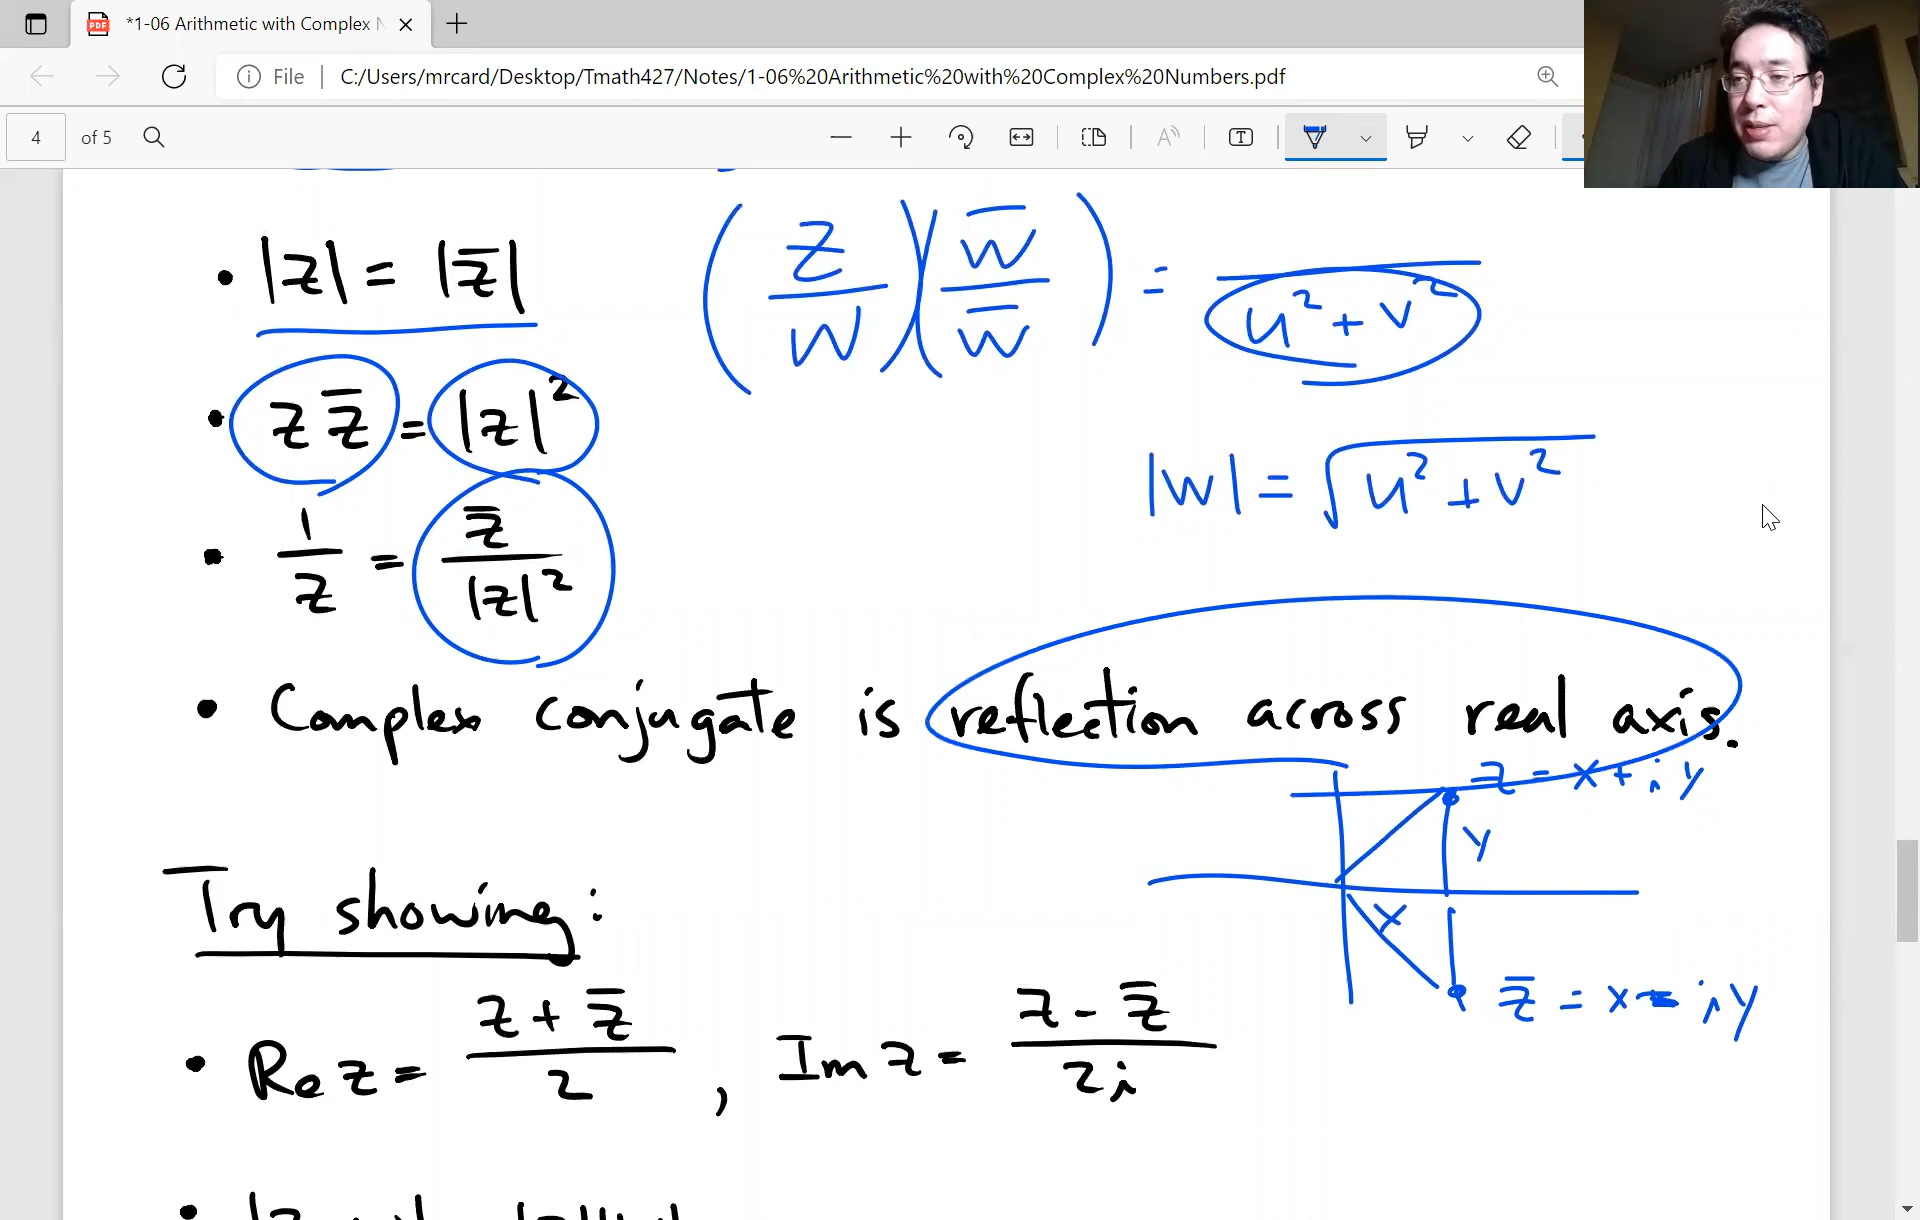 *1-06 Arithmetic with Complex N
File | C:/Users/mrcard/Desktop/Tmath427/Notes/1-06%20Arithmetic%20with%20Complex%20Numbers.pdf
4 of 5
• |z| = |z̄|
(z/w)(w̄/w̄) = /(u² + v²)
• z z̄ = |z|²
|w| = √(u² + v²)
• 1/z = z̄/|z|²
• Complex conjugate is reflection across real axis.
z = x + iy
y
x
z̄ = x - iy
Try showing:
• Re z = (z + z̄)/2 , Im z = (z - z̄)/2i